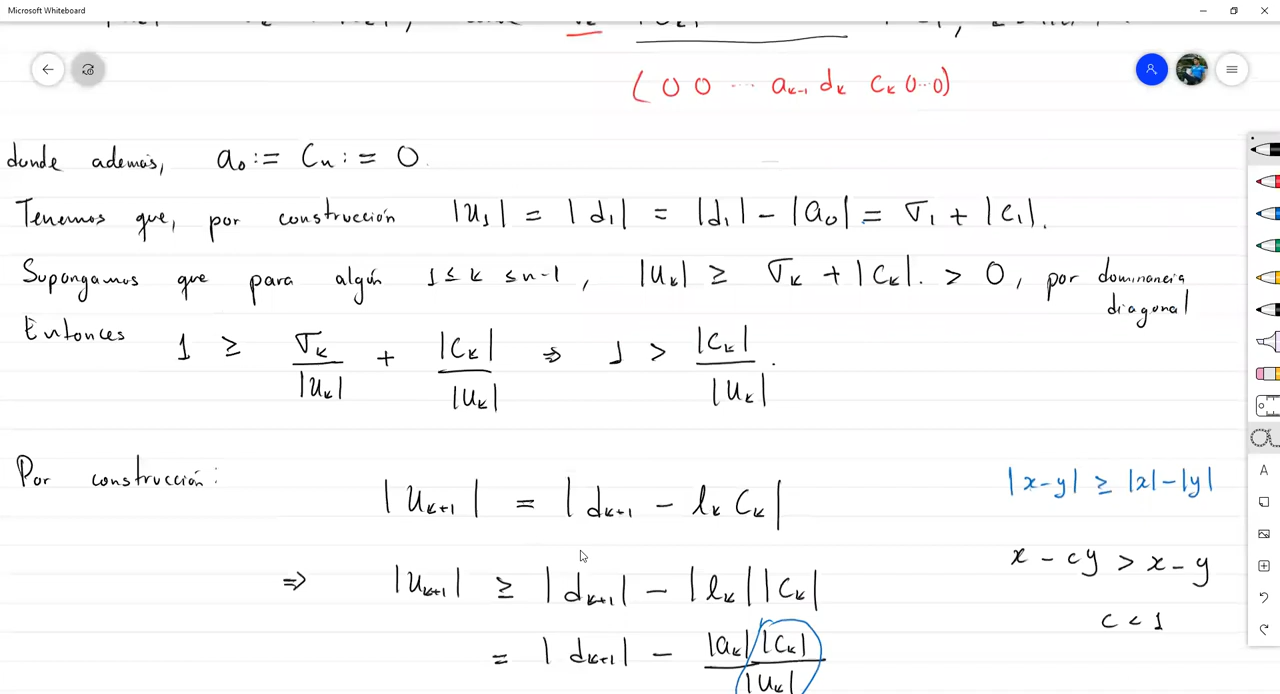 Microsoft Whiteboard
( 0 0 ... a_{k-1} d_k c_k 0...0)
donde además, a_0 := c_n := 0.
Tenemos que, por construcción |u_1| = |d_1| = |d_1| - |a_0| = σ_1 + |c_1|.
Supongamos que para algún 1 ≤ k ≤ n-1, |u_k| ≥ σ_k + |c_k|. > 0, por dominancia diagonal
Entonces 1 ≥ σ_k/|u_k| + |c_k|/|u_k| ⇒ 1 > |c_k|/|u_k|.
Por construcción:
|u_{k+1}| = |d_{k+1} - l_k c_k|
|x-y| ≥ |x|-|y|
⇒ |u_{k+1}| ≥ |d_{k+1}| - |l_k||c_k|
x - cy > x - y
c < 1
= |d_{k+1}| - |a_k||c_k|/|u_k|
A